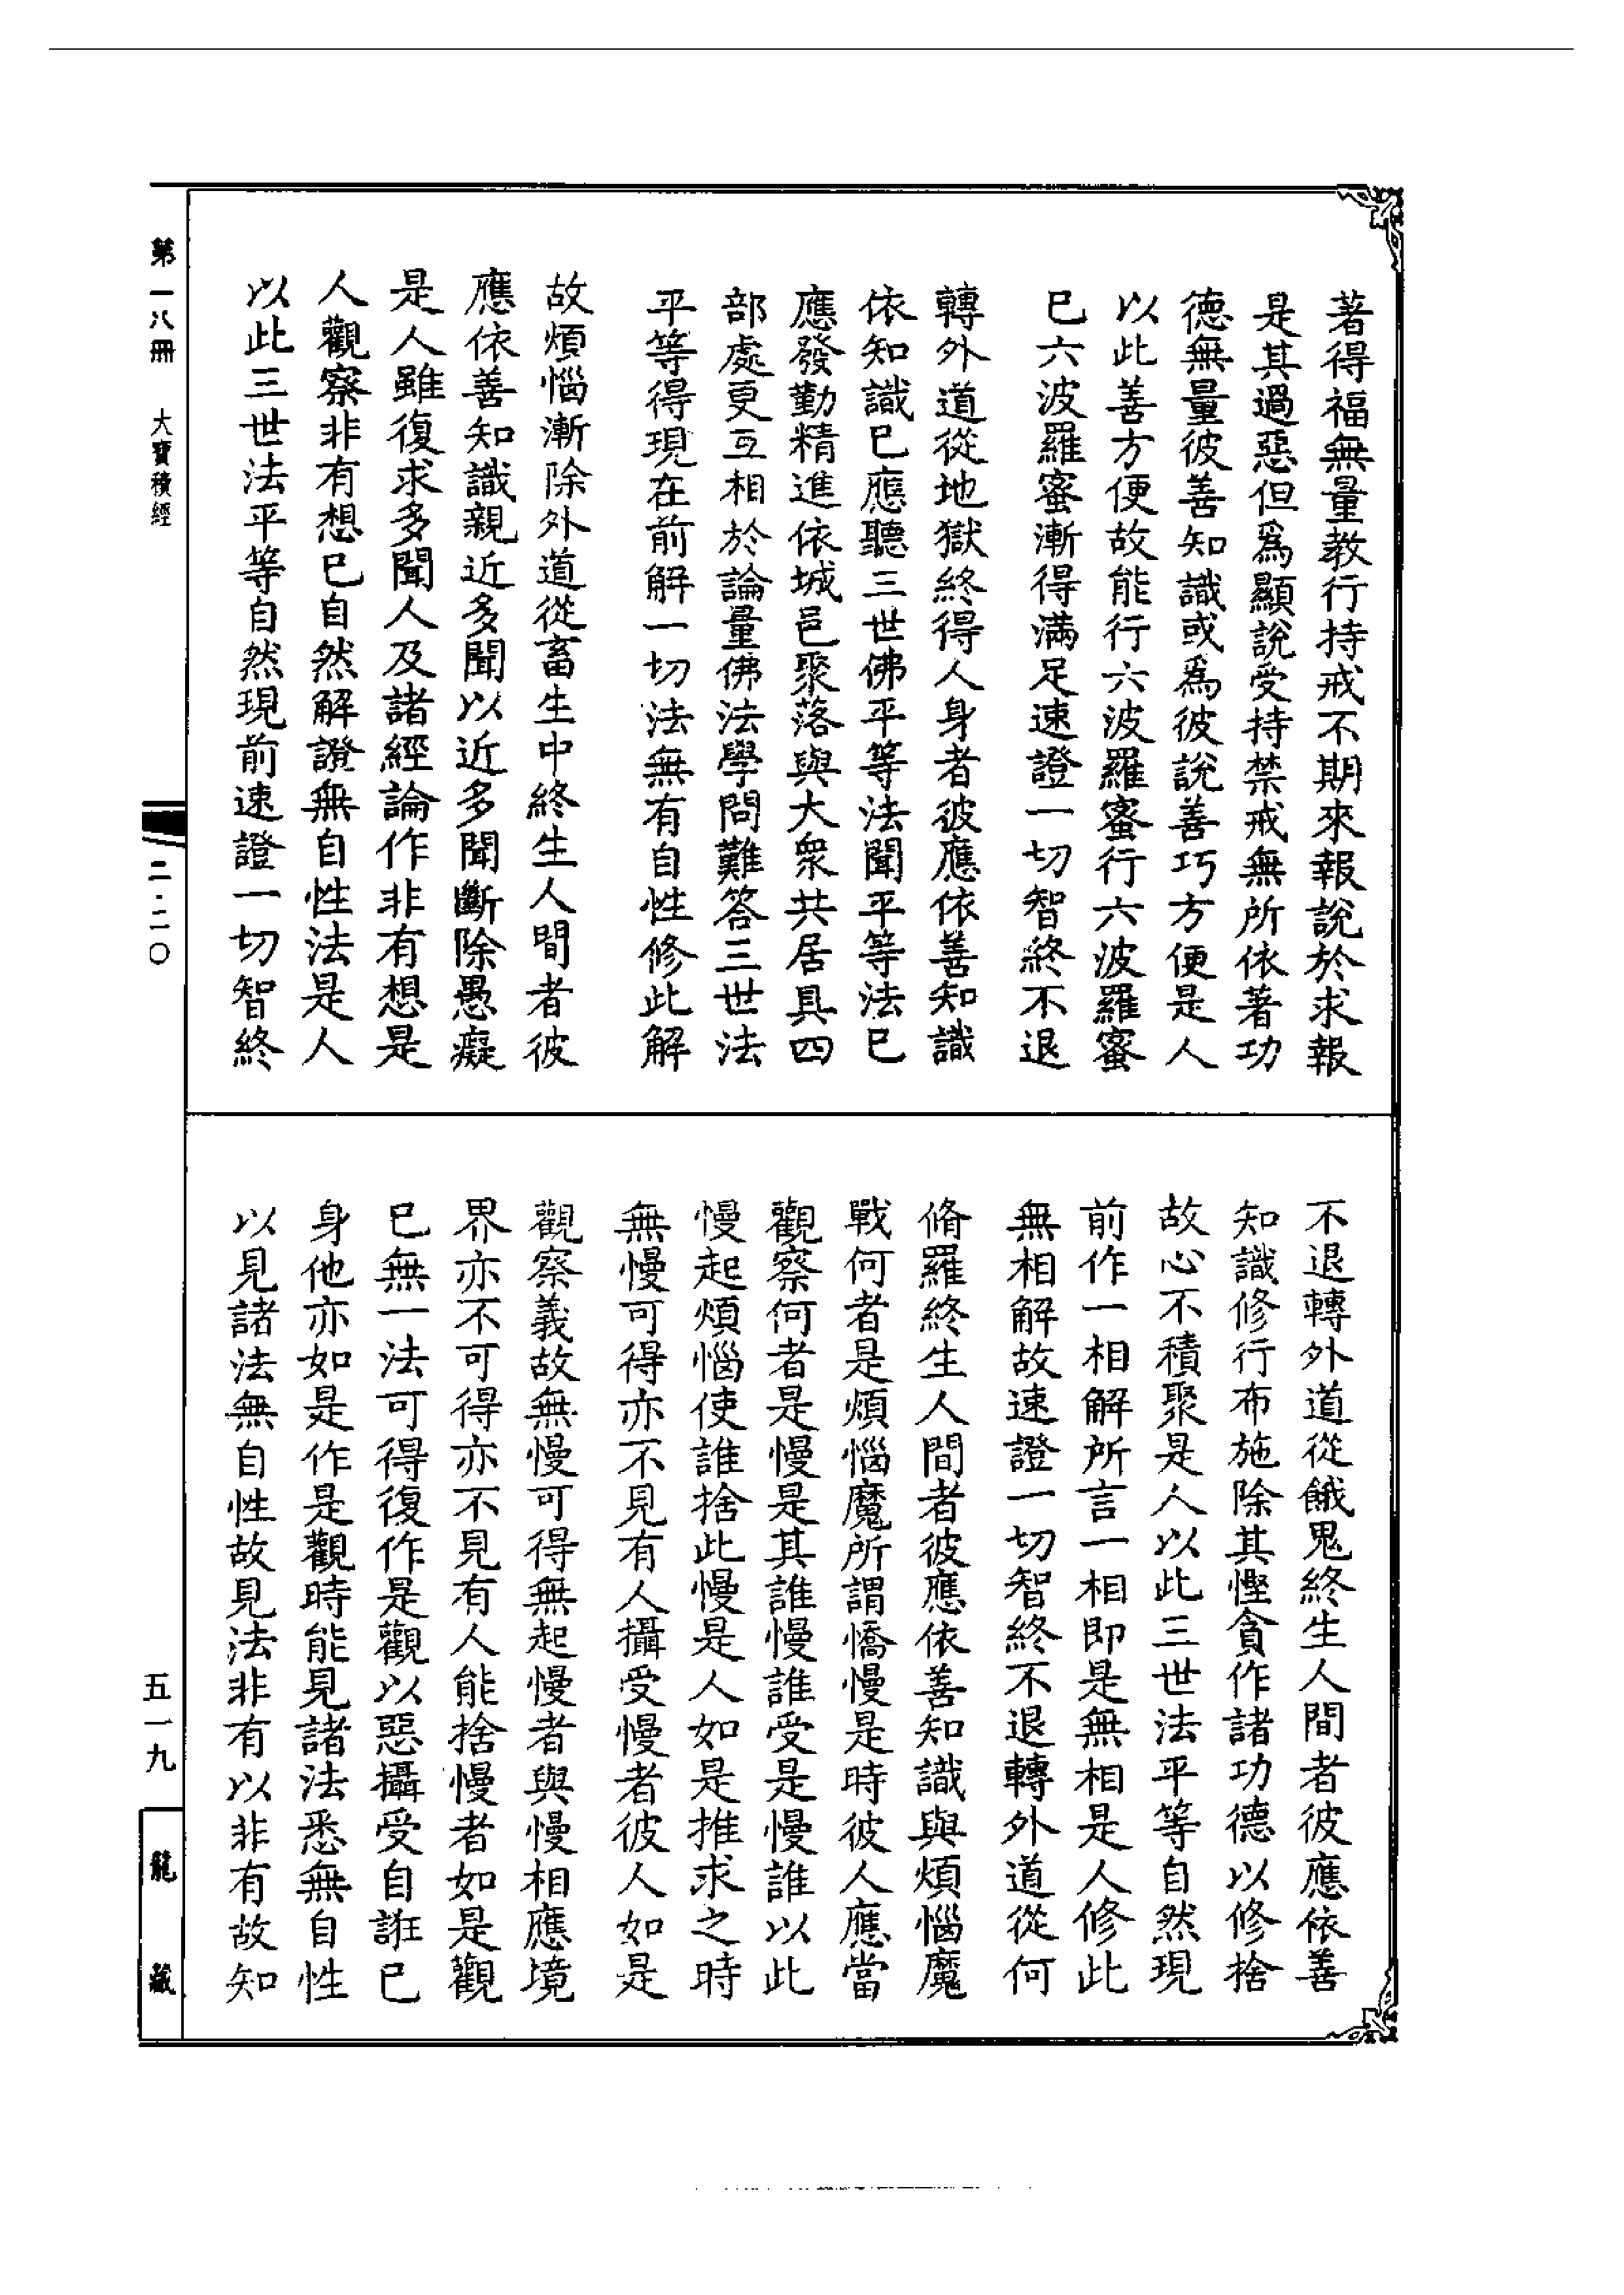 著得福無量教行持戒不期來報說於求報
是其過惡但爲顯說受持禁戒無所依著功
德無量彼善知識或爲彼說善巧方便是人
以此善方便故能行六波羅蜜行六波羅蜜
已六波羅蜜漸得滿足速證一切智終不退
轉外道從地獄終得人身者彼應依善知識
依知識已應聽三世佛平等法聞平等法已
應發勤精進依城邑聚落與大衆共居具四
部處更互相於論量佛法學問難答三世法
平等得現在前解一切法無有自性修此解
故煩惱漸除外道從畜生中終生人間者彼
應依善知識親近多聞以近多聞斷除愚癡
是人雖復求多聞人及諸經論作非有想是
人觀察非有想已自然解證無自性法是人
以此三世法平等自然現前速證一切智終
不退轉外道從餓鬼終生人間者彼應依善
知識修行布施除其慳貪作諸功德以修捨
故心不積聚是人以此三世法平等自然現
前作一相解所言一相即是無相是人修此
無相解故速證一切智終不退轉外道從何
脩羅終生人間者彼應依善知識與煩惱魔
戰何者是煩惱魔所謂憍慢是時彼人應當
觀察何者是慢是其誰慢誰受是慢誰以此
慢起煩惱使誰捨此慢是人如是推求之時
無慢可得亦不見有人攝受慢者彼人如是
觀察義故無慢可得無起慢者與慢相應境
界亦不可得亦不見有人能捨慢者如是觀
已無一法可得復作是觀以惡攝受自誑已
身他亦如是作是觀時能見諸法悉無自性
以見諸法無自性故見法非有以非有故知
第一八冊 大寶積經
二·二〇
五一九
龍藏